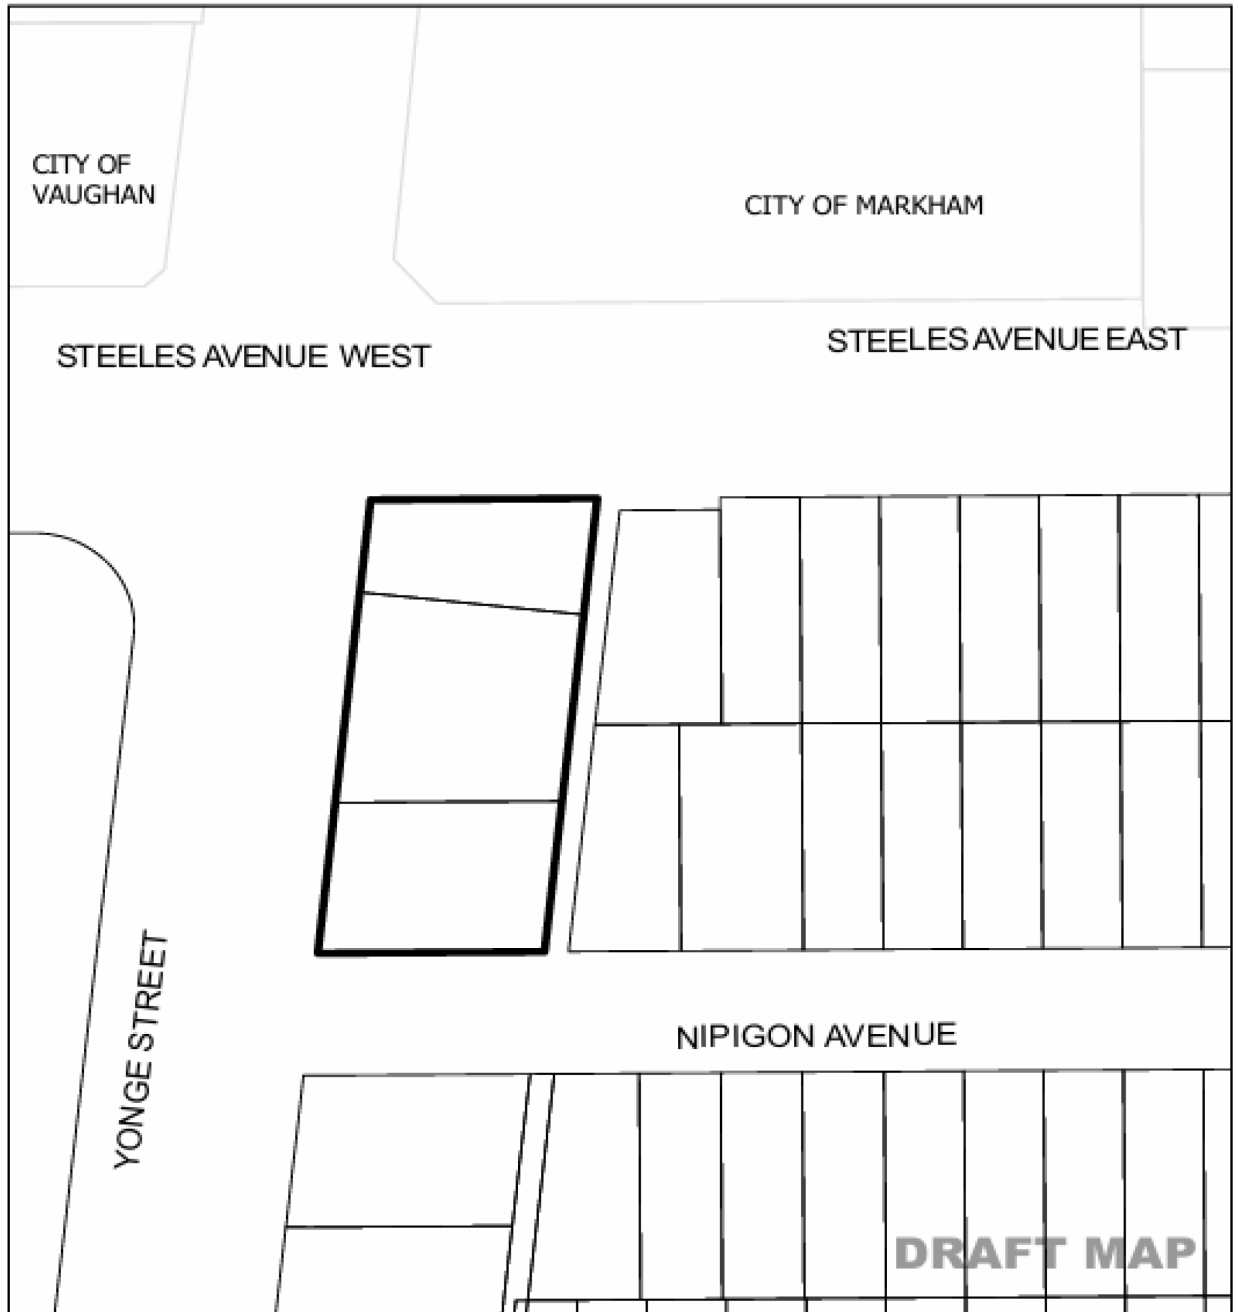 CITY OF
VAUGHAN
CITY OF MARKHAM
STEELES AVENUE WEST
STEELES AVENUE EAST
YONGE STREET
NIPIGON AVENUE
DRAFT MAP